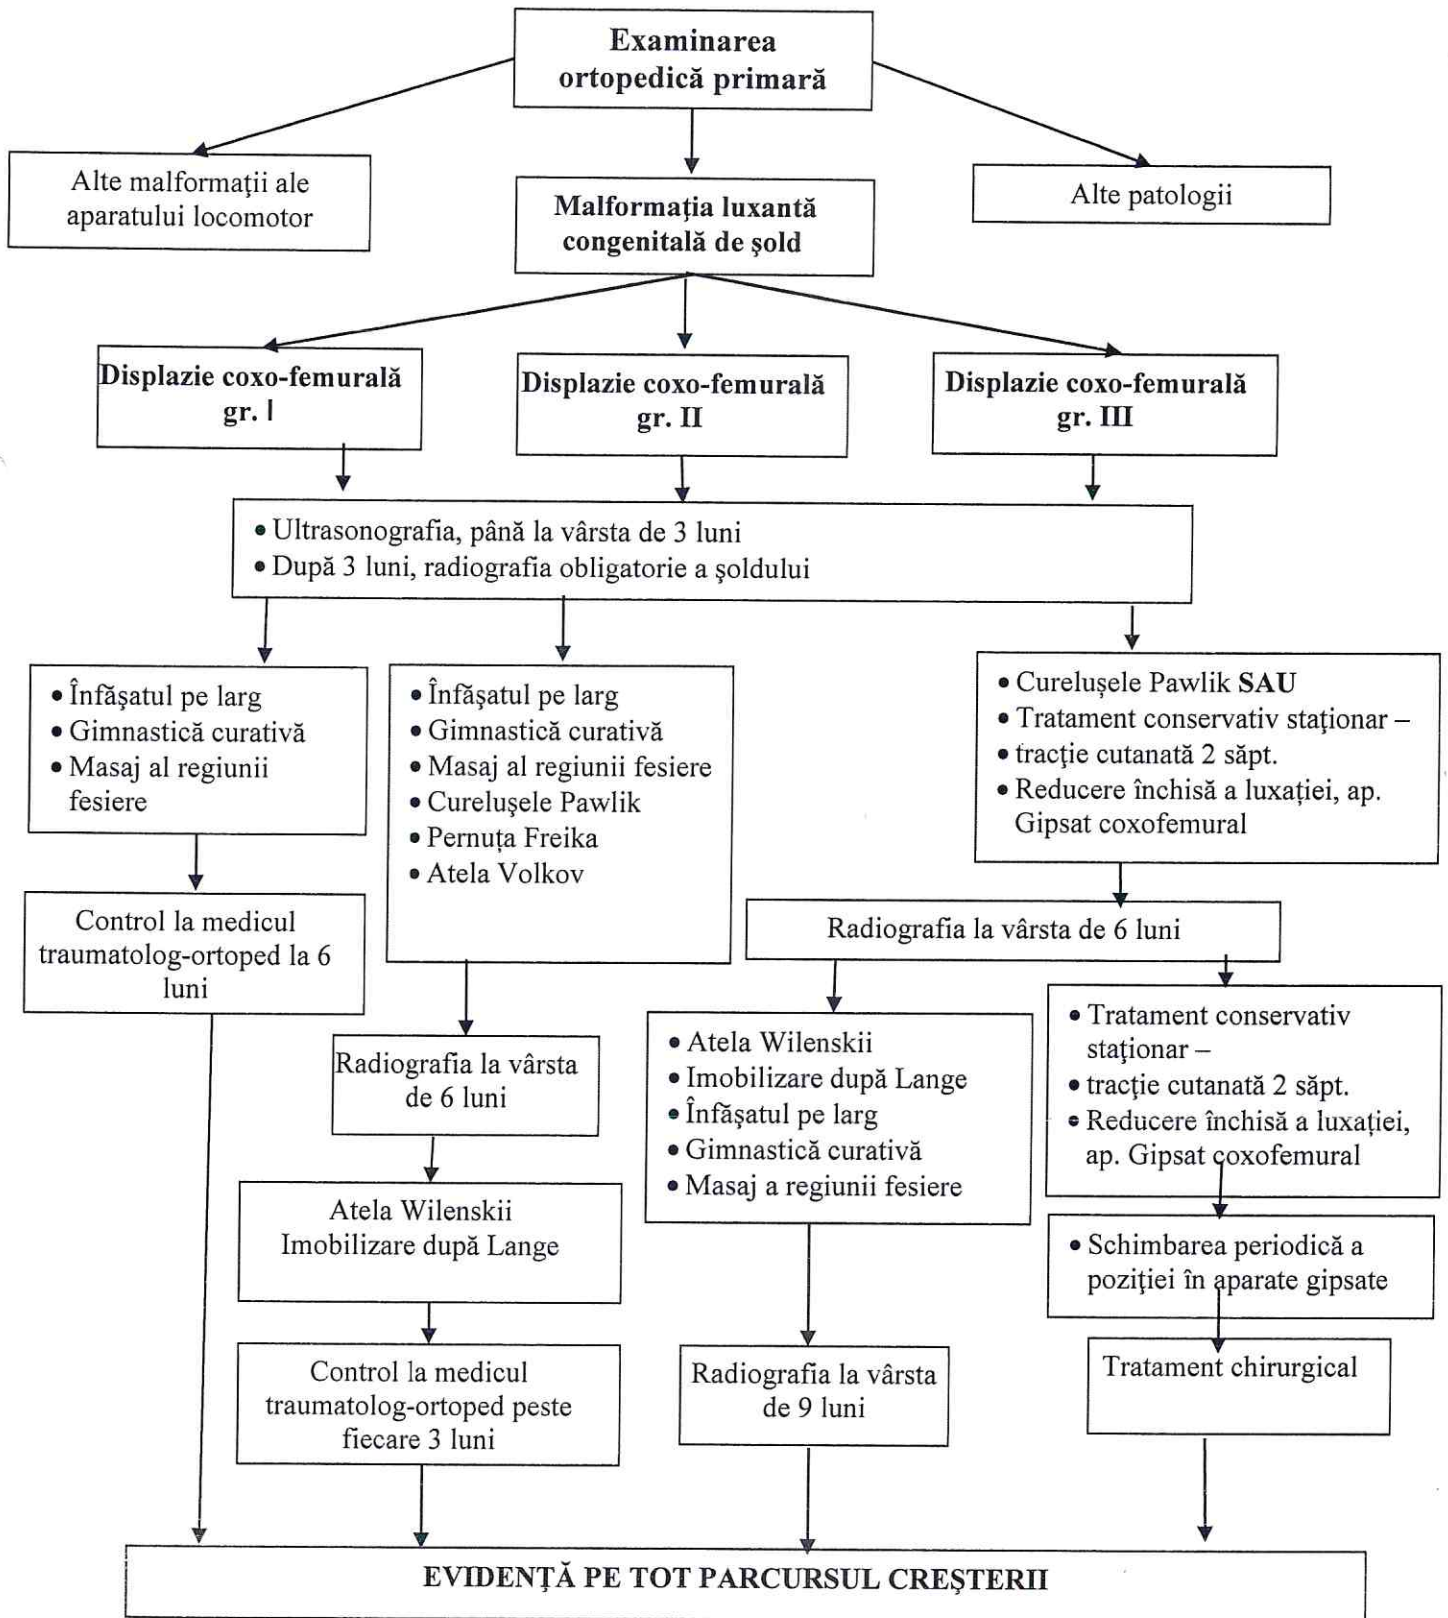 Examinarea
ortopedică primară
Alte malformații ale
aparatului locomotor
Malformația luxantă
congenitală de șold
Alte patologii
Displazie coxo-femurală
gr. I
Displazie coxo-femurală
gr. II
Displazie coxo-femurală
gr. III
• Ultrasonografia, până la vârsta de 3 luni
• După 3 luni, radiografia obligatorie a șoldului
• Înfășatul pe larg
• Gimnastică curativă
• Masaj al regiunii
fesiere
• Înfășatul pe larg
• Gimnastică curativă
• Masaj al regiunii fesiere
• Curelușele Pawlik
• Pernuța Freika
• Atela Volkov
• Curelușele Pawlik SAU
• Tratament conservativ staționar –
• tracție cutanată 2 săpt.
• Reducere închisă a luxației, ap.
Gipsat coxofemural
Control la medicul
traumatolog-ortoped la 6
luni
Radiografia la vârsta de 6 luni
Radiografia la vârsta
de 6 luni
• Atela Wilenskii
• Imobilizare după Lange
• Înfășatul pe larg
• Gimnastică curativă
• Masaj a regiunii fesiere
• Tratament conservativ
staționar –
• tracție cutanată 2 săpt.
• Reducere închisă a luxației,
ap. Gipsat coxofemural
Atela Wilenskii
Imobilizare după Lange
• Schimbarea periodică a
poziției în aparate gipsate
Control la medicul
traumatolog-ortoped peste
fiecare 3 luni
Radiografia la vârsta
de 9 luni
Tratament chirurgical
EVIDENȚĂ PE TOT PARCURSUL CREȘTERII